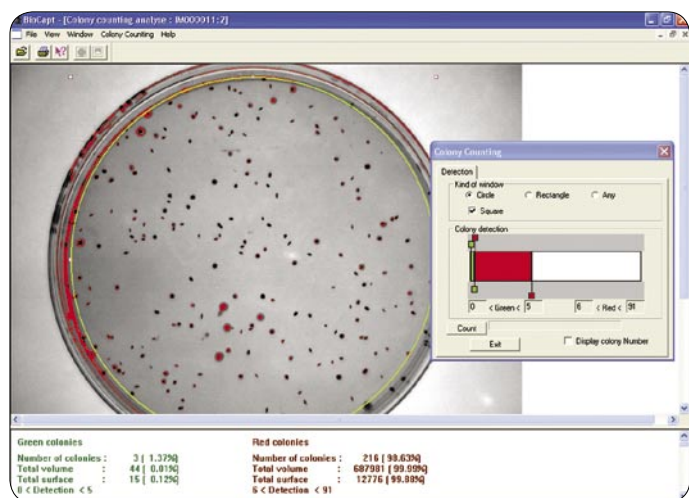 BioCapt - [Colony counting analyse : IM000011:2]
File View Window Colony Counting Help
Colony Counting
Detection
Kind of window
Circle Rectangle Any
Square
Colony detection
0 < Green < 5 6 < Red < 91
Count
Exit Display colony Number
Green colonies Red colonies
Number of colonies : 3 [ 1.37%] Number of colonies : 216 [ 98.63%]
Total volume : 44 [ 0.01%] Total volume : 687981 [ 99.99%]
Total surface : 15 [ 0.12%] Total surface : 12776 [ 99.88%]
0 < Detection < 5 6 < Detection < 91